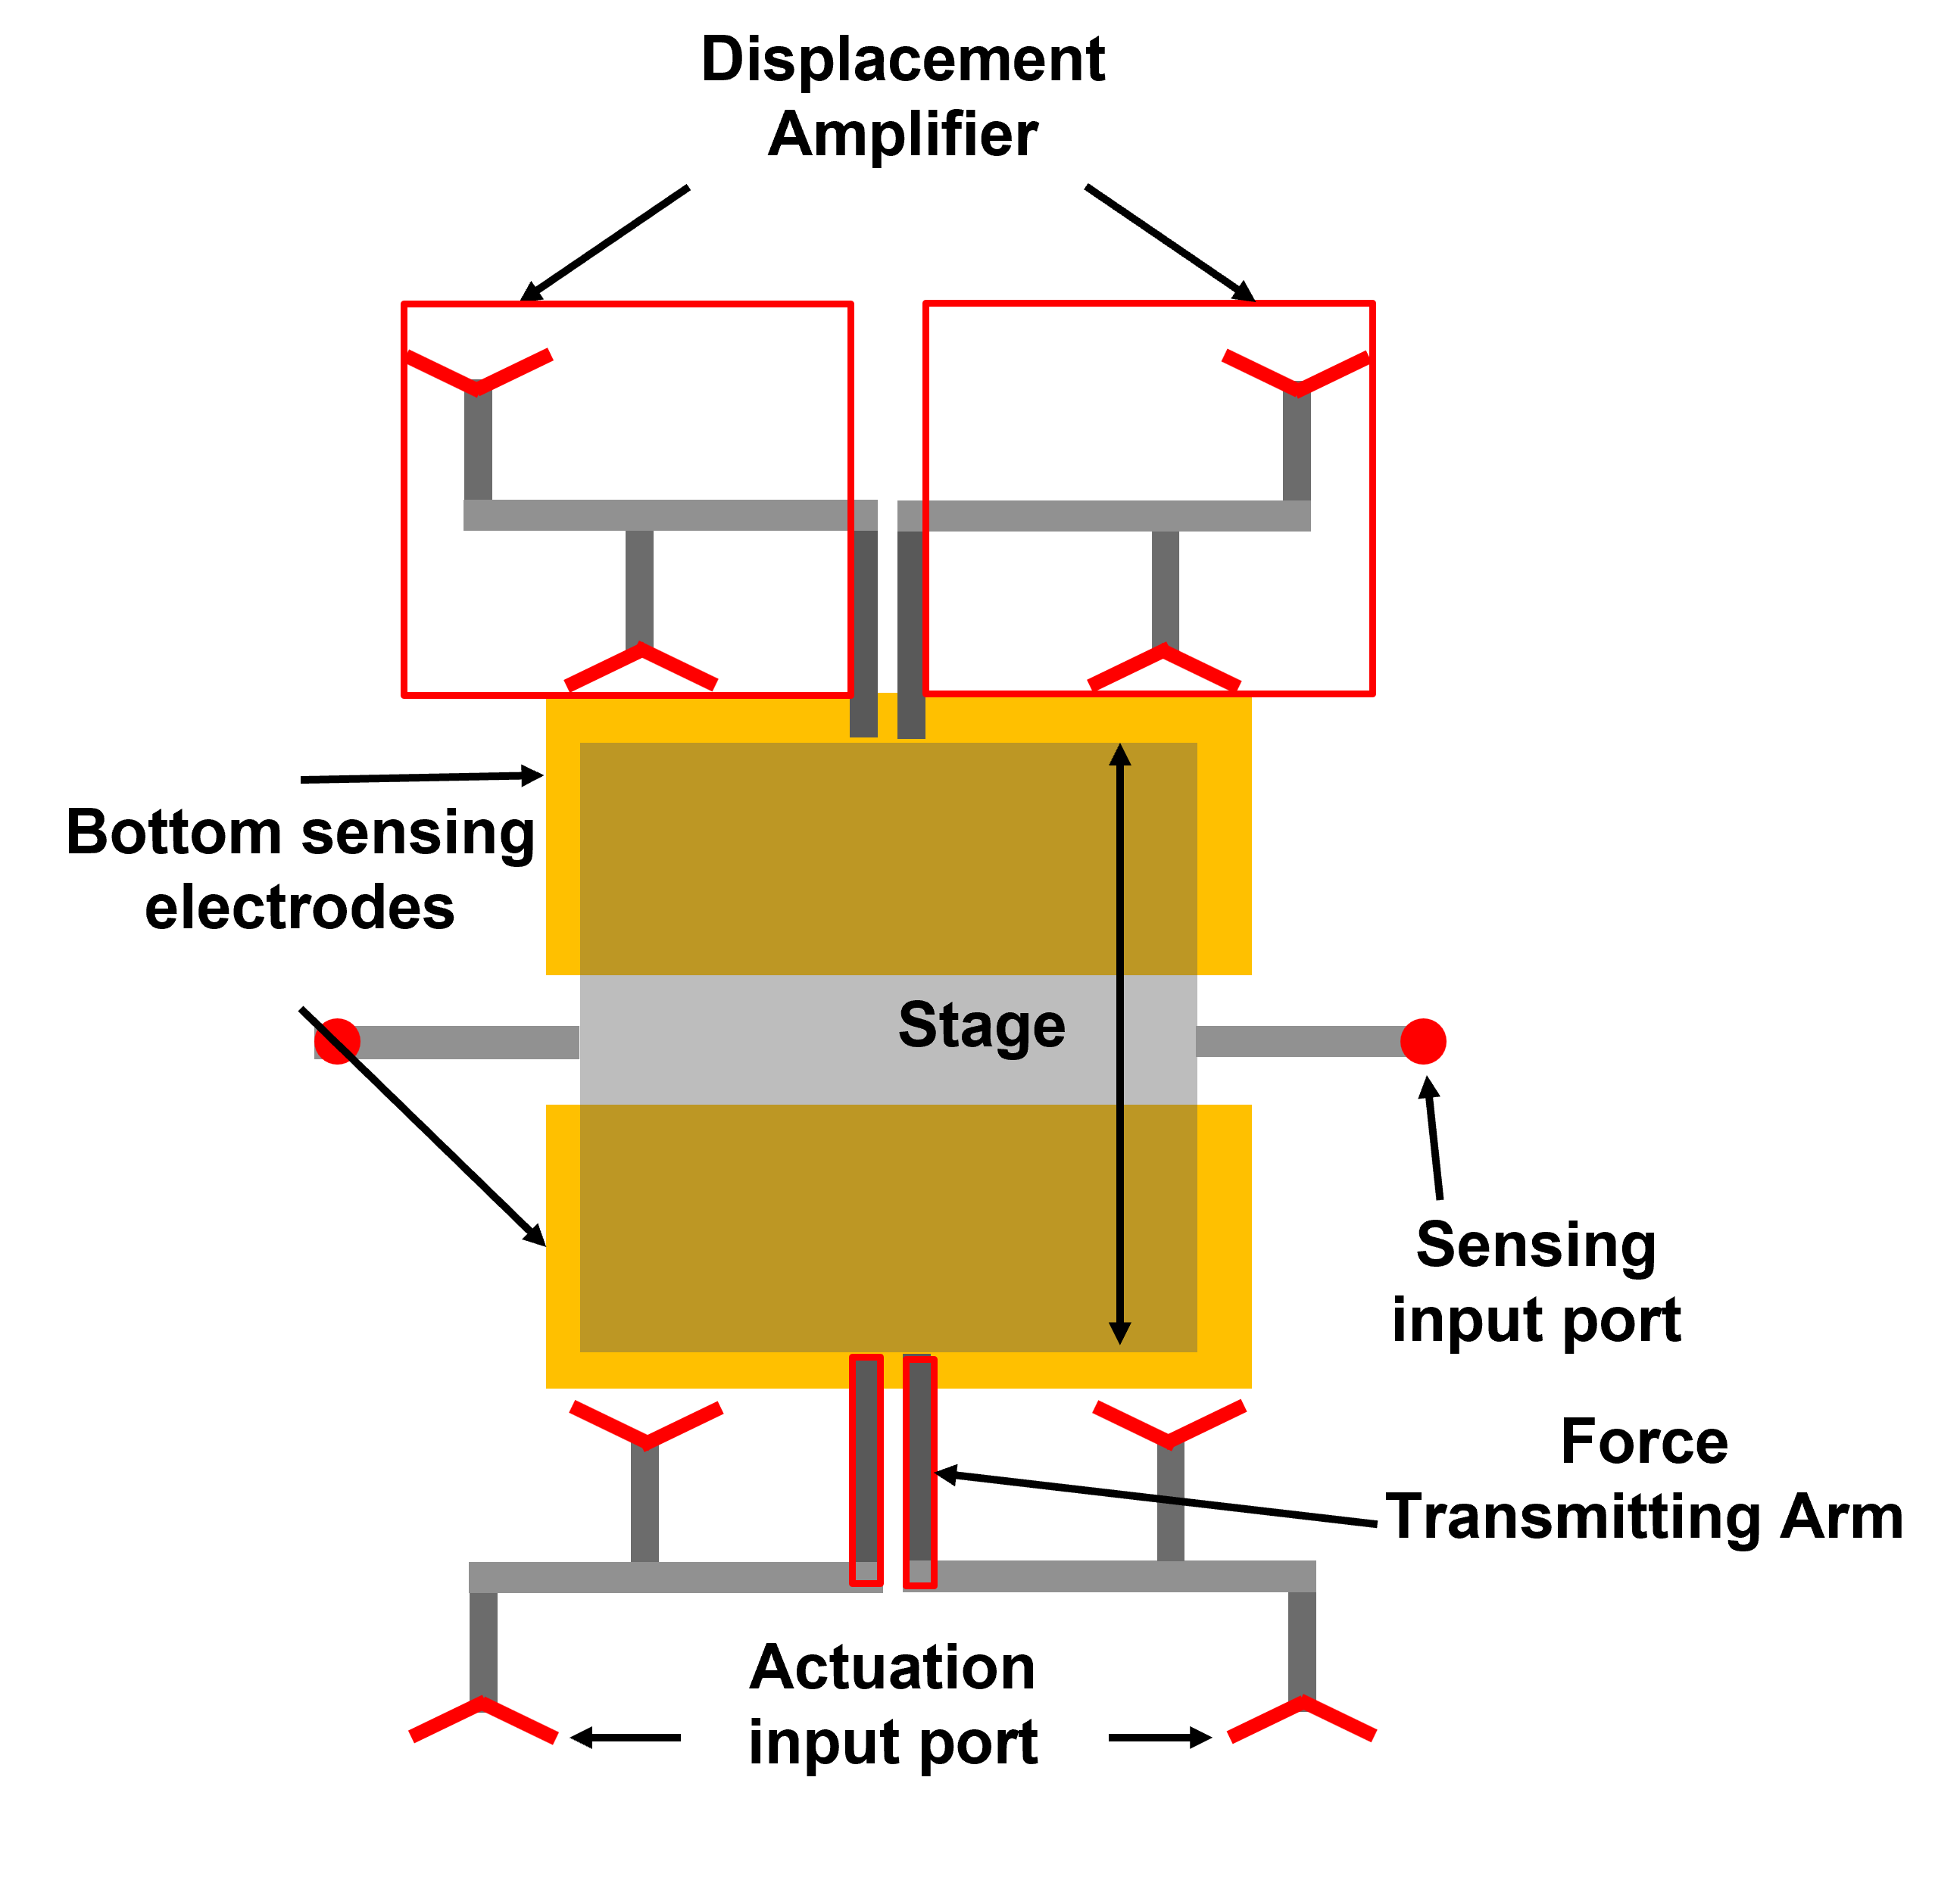 Displacement
Amplifier
Bottom sensing
electrodes
Stage
Sensing
input port
Force
Transmitting Arm
Actuation
input port